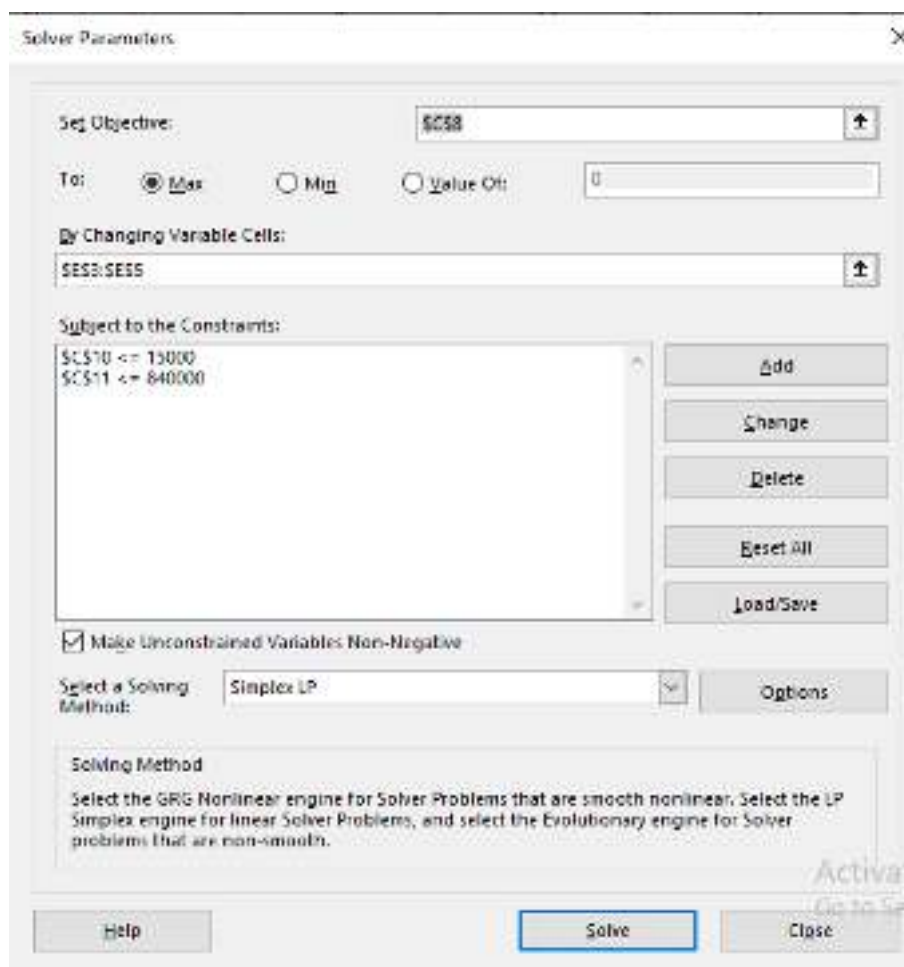 Solver Parameters
Set Objective:
$C$8
To:
Max
Min
Value Of:
0
By Changing Variable Cells:
$E$3:$E$5
Subject to the Constraints:
$C$10 <= 15000
$C$11 <= 840000
Add
Change
Delete
Reset All
Load/Save
Make Unconstrained Variables Non-Negative
Select a Solving
Method:
Simplex LP
Options
Solving Method
Select the GRG Nonlinear engine for Solver Problems that are smooth nonlinear. Select the LP
Simplex engine for linear Solver Problems, and select the Evolutionary engine for Solver
problems that are non-smooth.
Activa
Go to Se
Help
Solve
Close